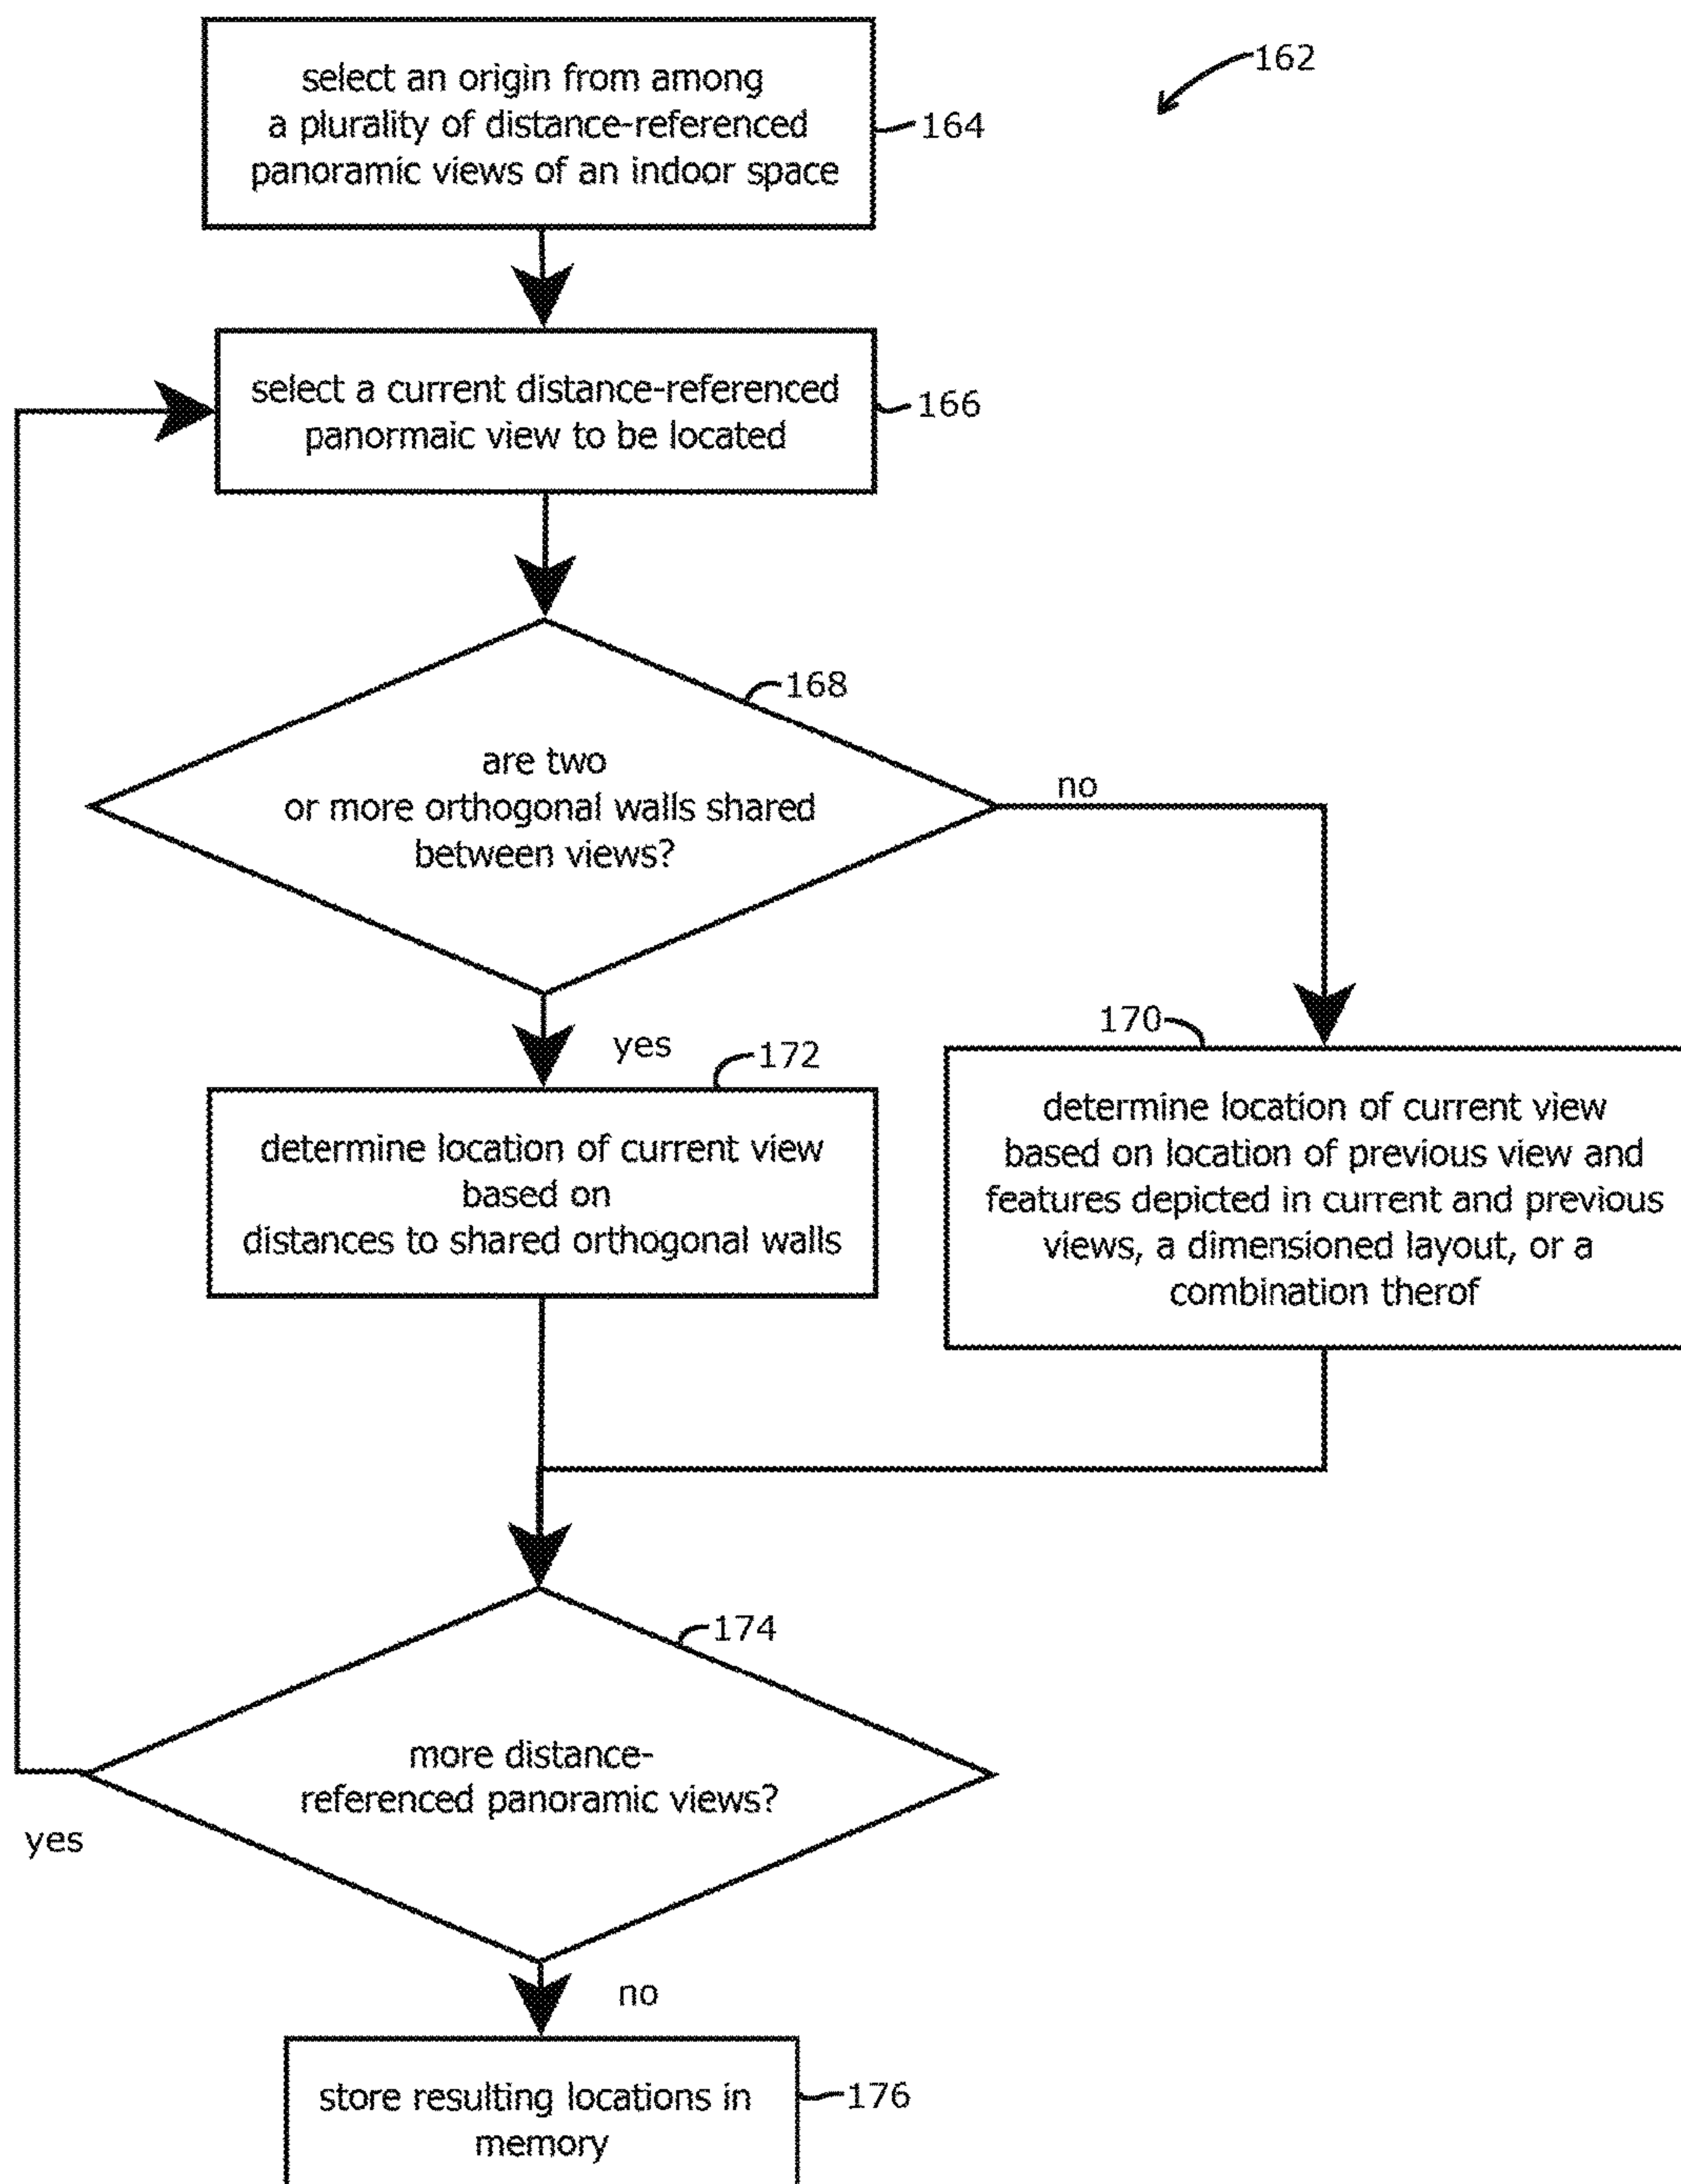 162
select an origin from among
a plurality of distance-referenced
panoramic views of an indoor space
164
select a current distance-referenced
panormaic view to be located
166
168
are two
or more orthogonal walls shared
between views?
no
yes
172
determine location of current view
based on
distances to shared orthogonal walls
170
determine location of current view
based on location of previous view and
features depicted in current and previous
views, a dimensioned layout, or a
combination therof
174
more distance-
referenced panoramic views?
yes
no
store resulting locations in
memory
176